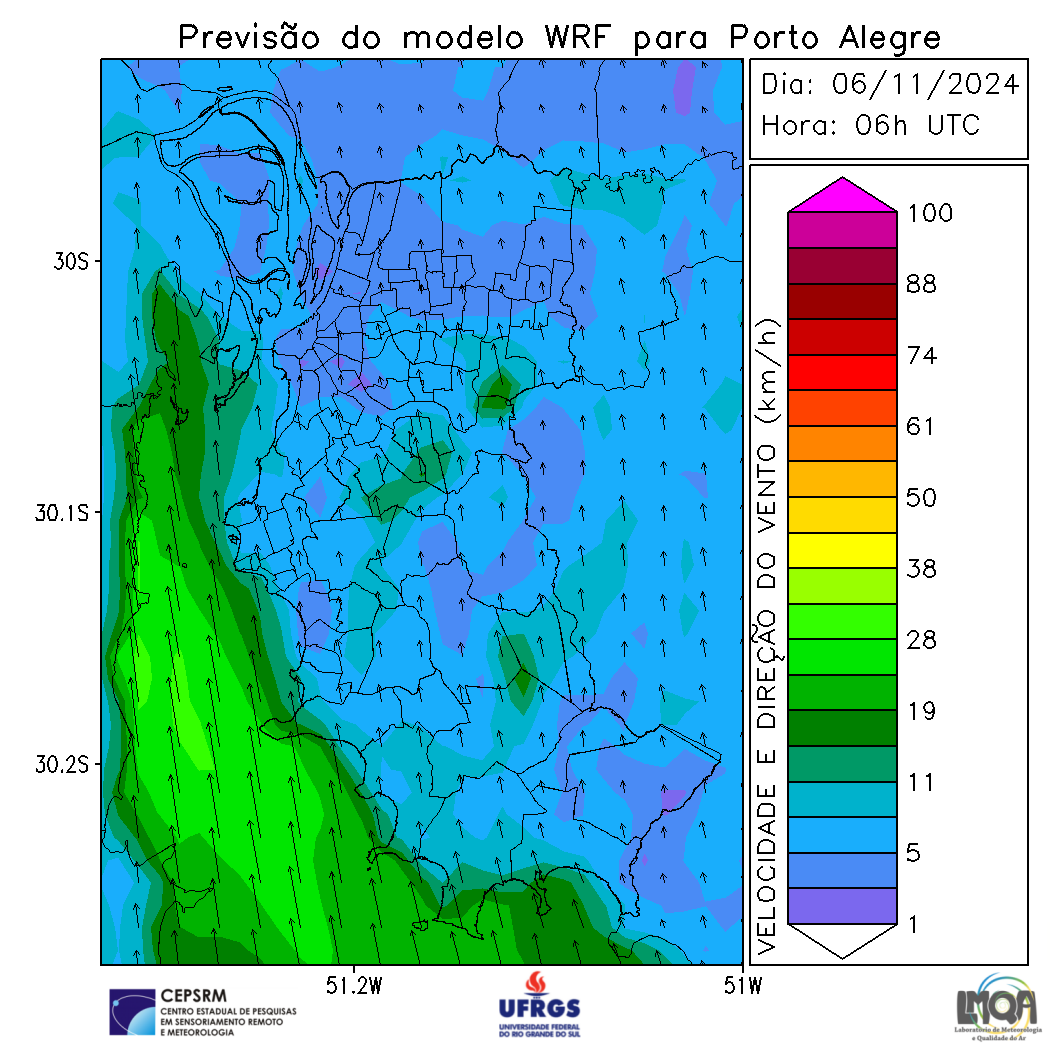 Previsão do modelo WRF para Porto Alegre
Dia: 06/11/2024
Hora: 06h UTC
30S
30.1S
30.2S
51.2W
51W
VELOCIDADE E DIREÇÃO DO VENTO (km/h)
100
88
74
61
50
38
28
19
11
5
1
CEPSRM
CENTRO ESTADUAL DE PESQUISAS
EM SENSORIAMENTO REMOTO
E METEOROLOGIA
UFRGS
UNIVERSIDADE FEDERAL
DO RIO GRANDE DO SUL
LMQA
Laboratório de Meteorologia
e Qualidade do Ar